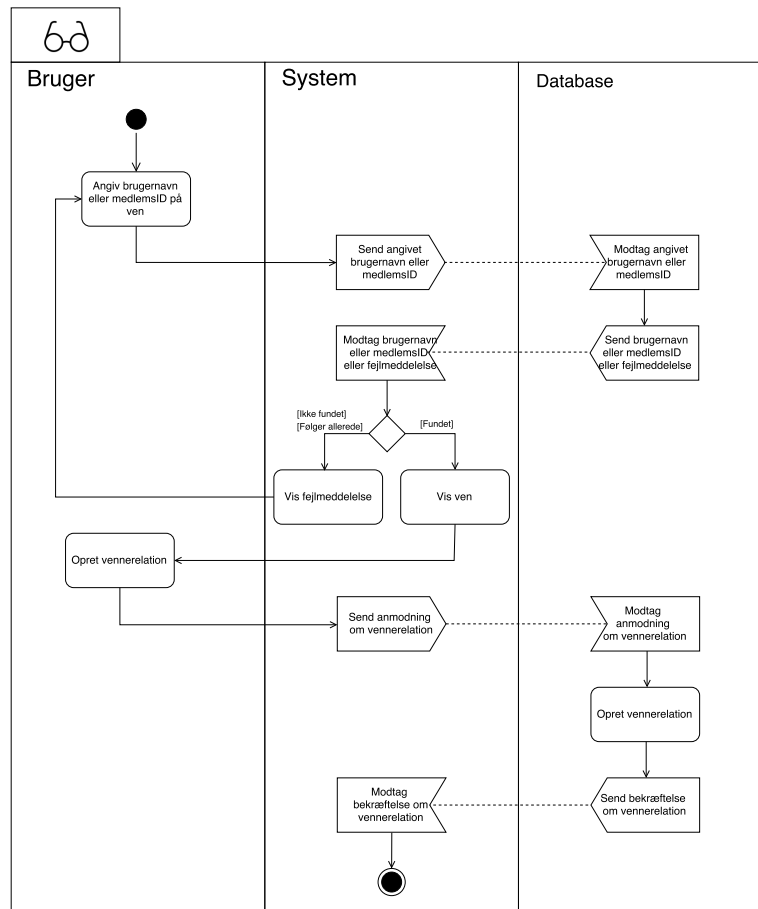 Bruger
System
Database
Angiv brugernavn
eller medlemsID på
ven
Send angivet
brugernavn eller
medlemsID
Modtag angivet
brugernavn eller
medlemsID
Modtag brugernavn
eller medlemsID
eller fejlmeddelelse
Send brugernavn
eller medlemsID
eller fejlmeddelelse
[Ikke fundet]
[Følger allerede]
[Fundet]
Vis fejlmeddelelse
Vis ven
Opret vennerelation
Send anmodning
om vennerelation
Modtag
anmodning
om vennerelation
Opret vennerelation
Modtag
bekræftelse om
vennerelation
Send bekræftelse
om vennerelation